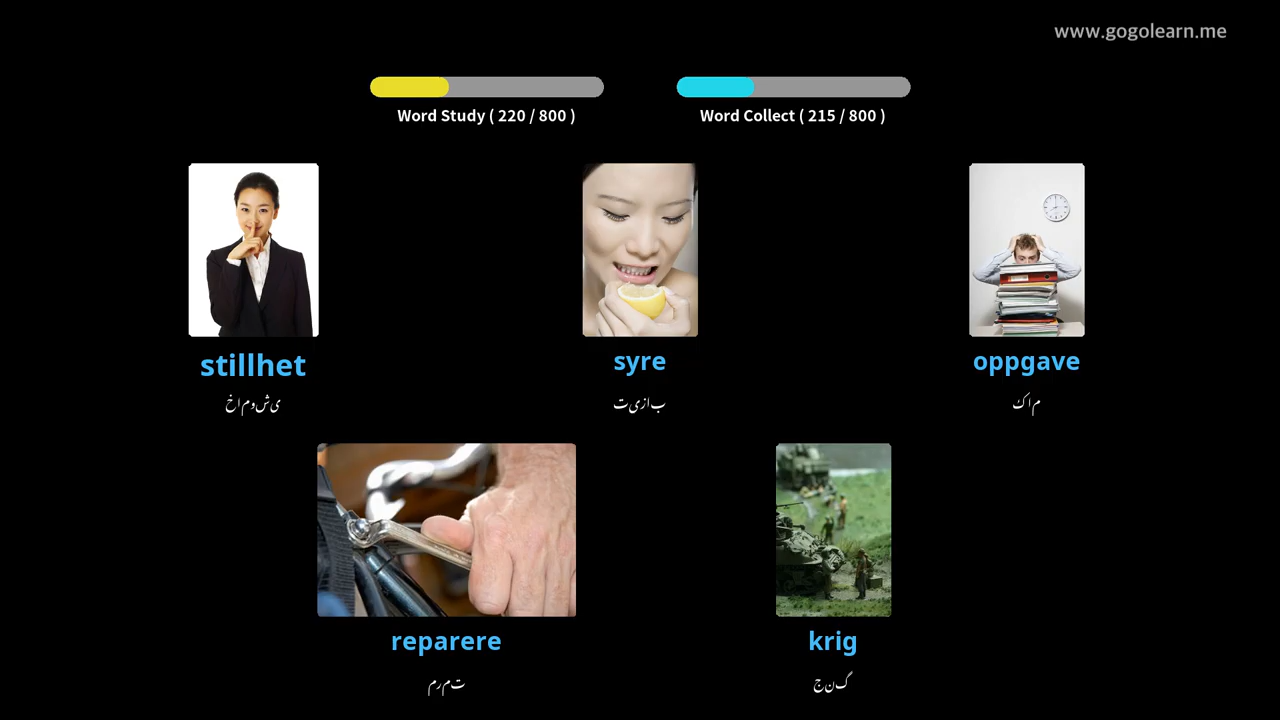 www.gogolearn.me
Word Study ( 220 / 800 )
Word Collect ( 215 / 800 )
stillhet
خاموشی
syre
تیزاب
oppgave
کام
reparere
مرمت
krig
جنگ